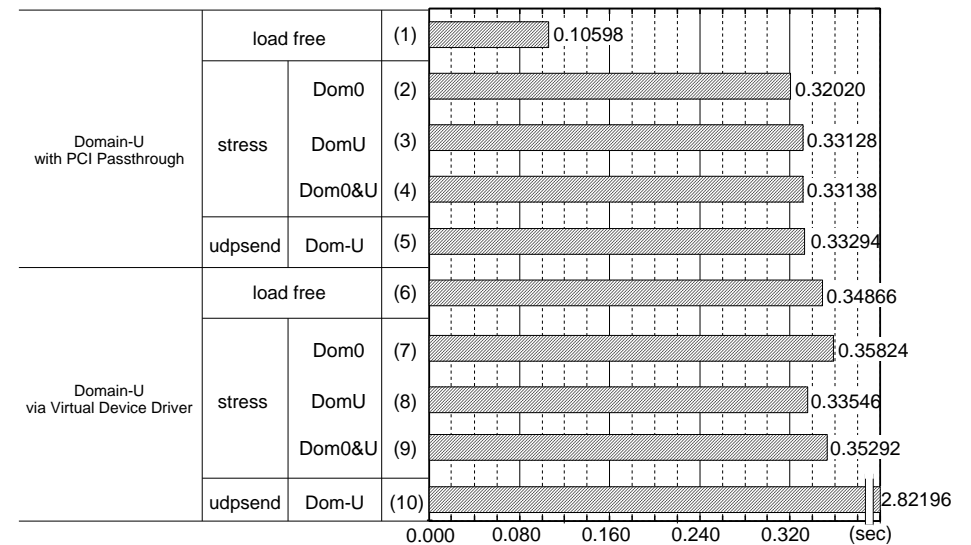 load free (1) 0.10598
Dom0 (2) 0.32020
Domain-U
with PCI Passthrough
stress DomU (3) 0.33128
Dom0&U (4) 0.33138
udpsend Dom-U (5) 0.33294
load free (6) 0.34866
Dom0 (7) 0.35824
Domain-U
via Virtual Device Driver
stress DomU (8) 0.33546
Dom0&U (9) 0.35292
udpsend Dom-U (10) 2.82196
0.000 0.080 0.160 0.240 0.320 (sec)